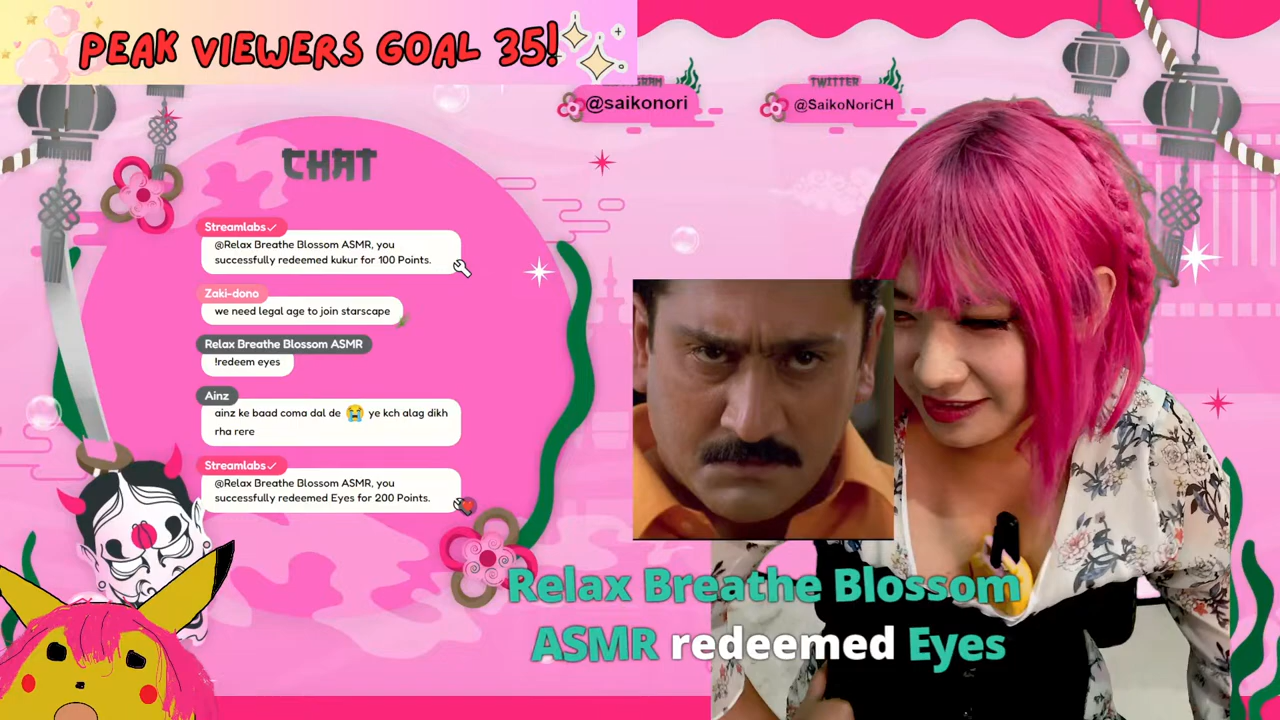 PEAK VIEWERS GOAL 35!
TWITTER
@saikonori
@SaikoNoriCH
CHAT
Streamlabs
@Relax Breathe Blossom ASMR, you
successfully redeemed kukur for 100 Points.
Zaki-dono
we need legal age to join starscape
Relax Breathe Blossom ASMR
!redeem eyes
Ainz
ainz ke baad coma dal de 😭 ye kch alag dikh
rha rere
Streamlabs
@Relax Breathe Blossom ASMR, you
successfully redeemed Eyes for 200 Points.
Relax Breathe Blossom
ASMR redeemed Eyes